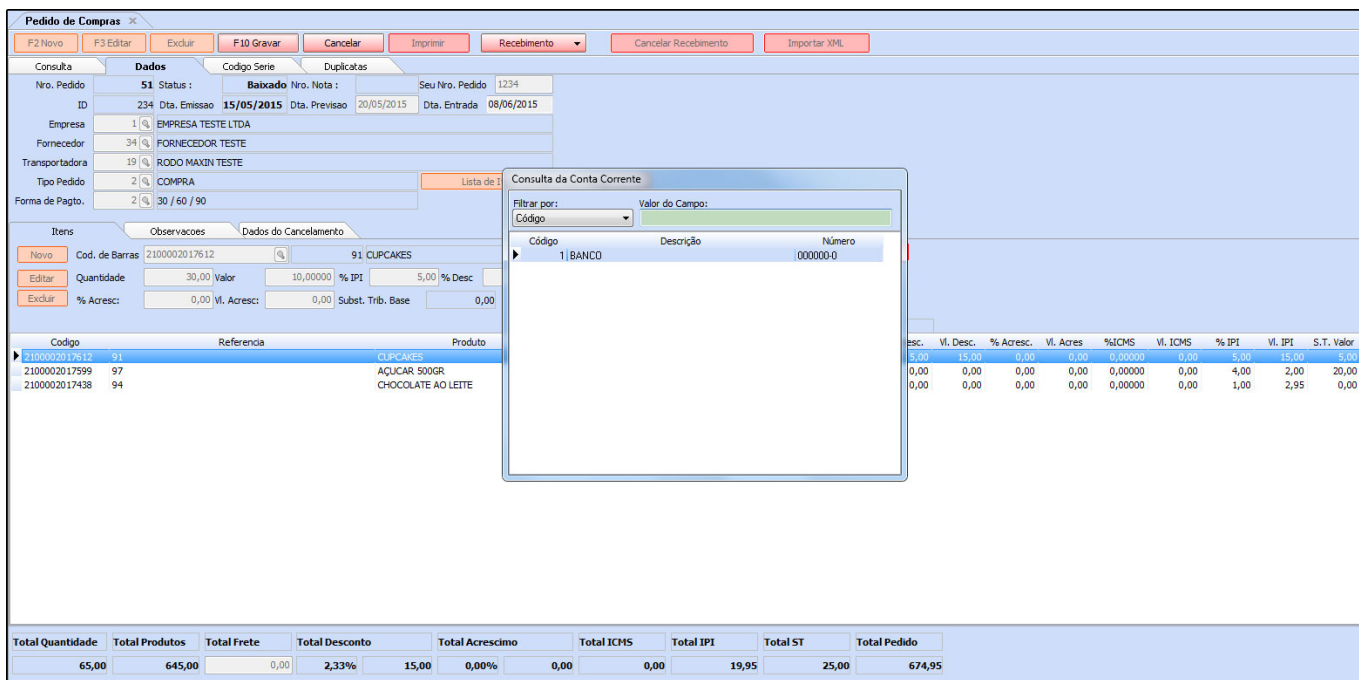 Pedido de Compras
F2 Novo F3 Editar Excluir F10 Gravar Cancelar Imprimir Recebimento Cancelar Recebimento Importar XML
Consulta Dados Codigo Serie Duplicatas
Nro. Pedido 51 Status : Baixado Nro. Nota : Seu Nro. Pedido 1234
ID 234 Dta. Emissao 15/05/2015 Dta. Previsao 20/05/2015 Dta. Entrada 08/06/2015
Empresa 1 EMPRESA TESTE LTDA
Fornecedor 34 FORNECEDOR TESTE
Transportadora 19 RODO MAXIN TESTE
Tipo Pedido 2 COMPRA Lista de I
Forma de Pagto. 2 30 / 60 / 90
Consulta da Conta Corrente
Filtrar por: Valor do Campo:
Código
Código Descrição Número
1 BANCO 000000-0
Itens Observacoes Dados do Cancelamento
Novo Cod. de Barras 2100002017612 91 CUPCAKES
Editar Quantidade 30,00 Valor 10,00000 % IPI 5,00 % Desc
Excluir % Acresc: 0,00 Vl. Acresc: 0,00 Subst. Trib. Base 0,00
Codigo Referencia Produto esc. Vl. Desc. % Acresc. Vl. Acres %ICMS Vl. ICMS % IPI Vl. IPI S.T. Valor
2100002017612 91 CUPCAKES 5,00 15,00 0,00 0,00 0,00000 0,00 5,00 15,00 5,00
2100002017599 97 AÇUCAR 500GR 0,00 0,00 0,00 0,00 0,00000 0,00 4,00 2,00 20,00
2100002017438 94 CHOCOLATE AO LEITE 0,00 0,00 0,00 0,00 0,00000 0,00 1,00 2,95 0,00
Total Quantidade Total Produtos Total Frete Total Desconto Total Acrescimo Total ICMS Total IPI Total ST Total Pedido
65,00 645,00 0,00 2,33% 15,00 0,00% 0,00 0,00 19,95 25,00 674,95